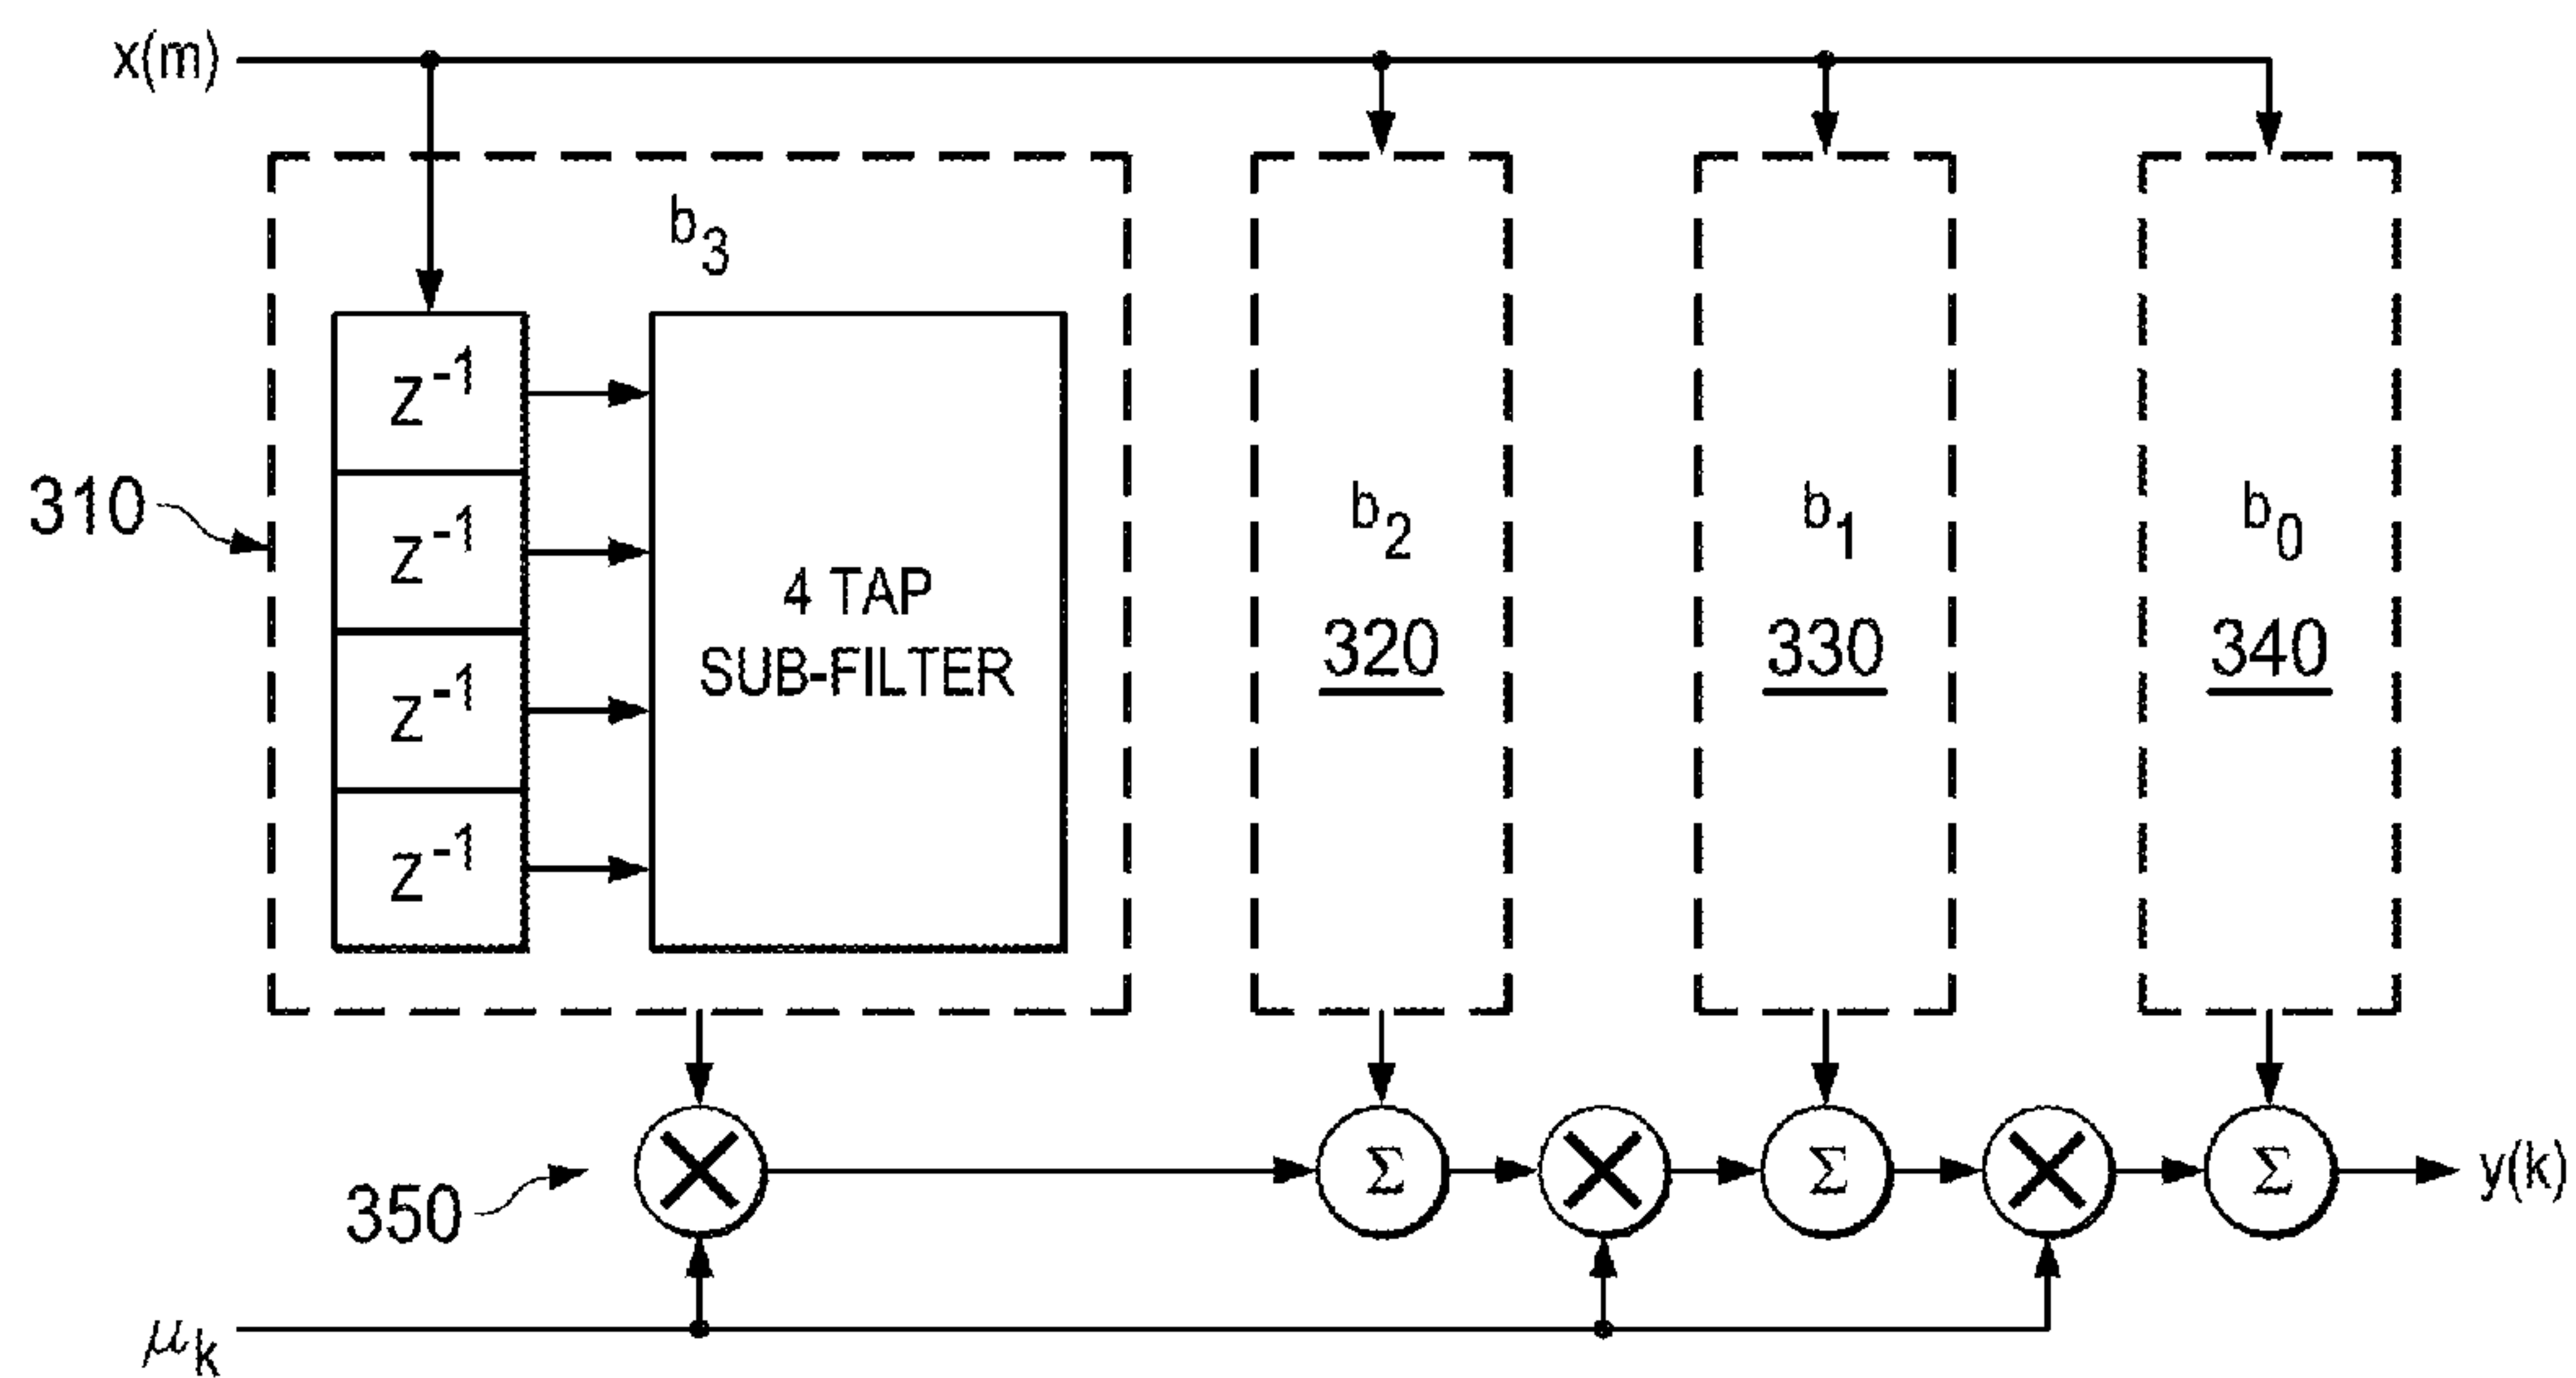 x(m)
b3
z-1
z-1
z-1
z-1
4 TAP
SUB-FILTER
310
b2
320
b1
330
b0
340
350
Σ
Σ
Σ
y(k)
μk